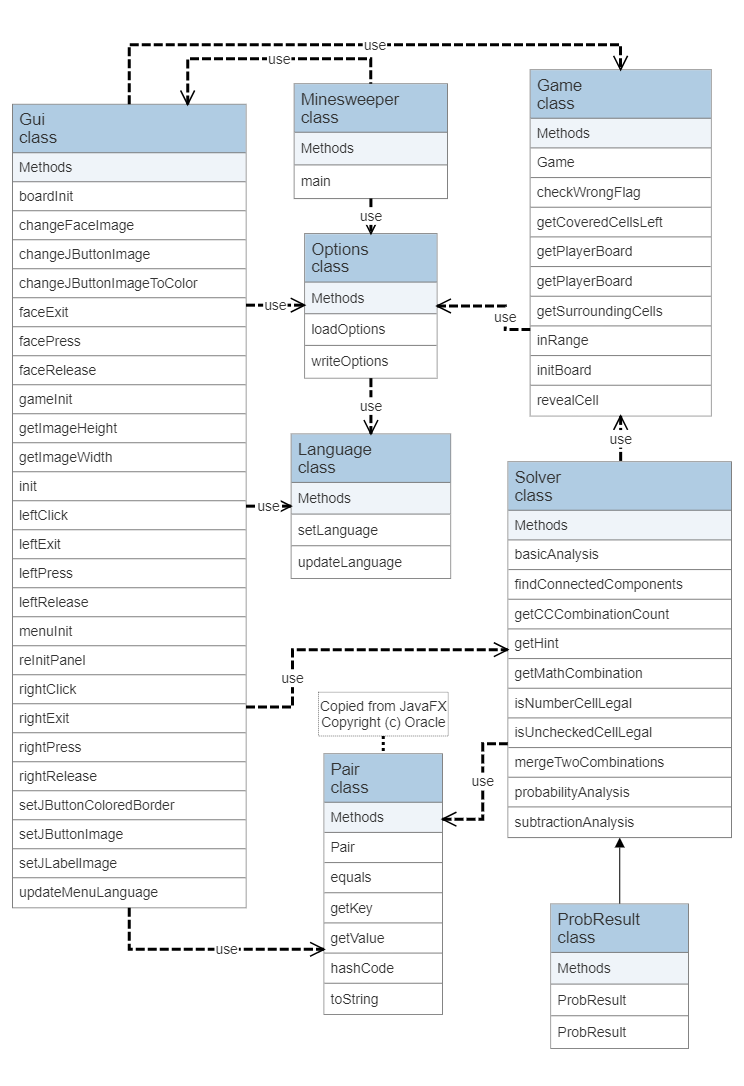 use
use
Gui
class
Methods
boardInit
changeFaceImage
changeJButtonImage
changeJButtonImageToColor
faceExit
facePress
faceRelease
gameInit
getImageHeight
getImageWidth
init
leftClick
leftExit
leftPress
leftRelease
menuInit
reInitPanel
rightClick
rightExit
rightPress
rightRelease
setJButtonColoredBorder
setJButtonImage
setJLabelImage
updateMenuLanguage
Minesweeper
class
Methods
main
use
Options
class
Methods
loadOptions
writeOptions
use
use
use
Language
class
Methods
setLanguage
updateLanguage
use
Game
class
Methods
Game
checkWrongFlag
getCoveredCellsLeft
getPlayerBoard
getPlayerBoard
getSurroundingCells
inRange
initBoard
revealCell
use
Solver
class
Methods
basicAnalysis
findConnectedComponents
getCCCombinationCount
getHint
getMathCombination
isNumberCellLegal
isUncheckedCellLegal
mergeTwoCombinations
probabilityAnalysis
subtractionAnalysis
use
Copied from JavaFX
Copyright (c) Oracle
Pair
class
Methods
Pair
equals
getKey
getValue
hashCode
toString
use
use
ProbResult
class
Methods
ProbResult
ProbResult